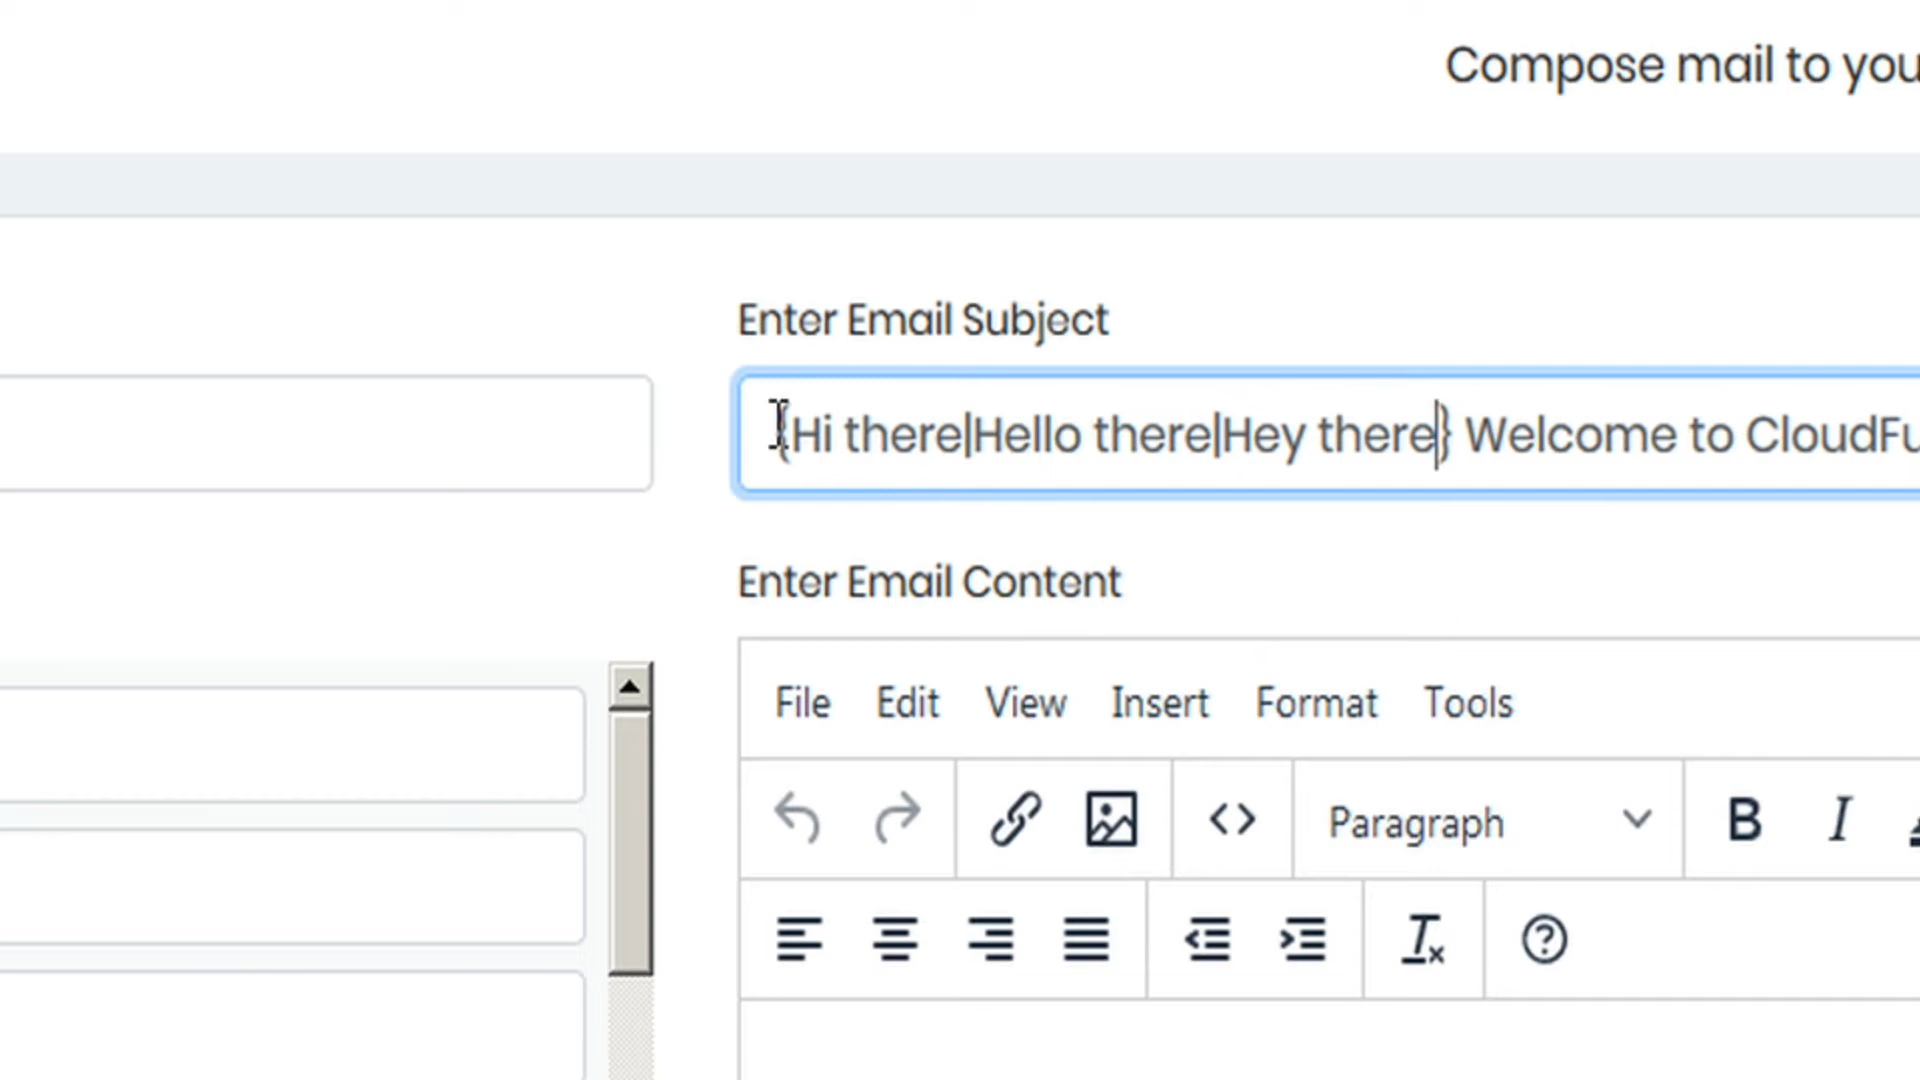 Compose mail to you
Enter Email Subject
{Hi there|Hello there|Hey there} Welcome to CloudFu
Enter Email Content
File Edit View Insert Format Tools
Paragraph B I